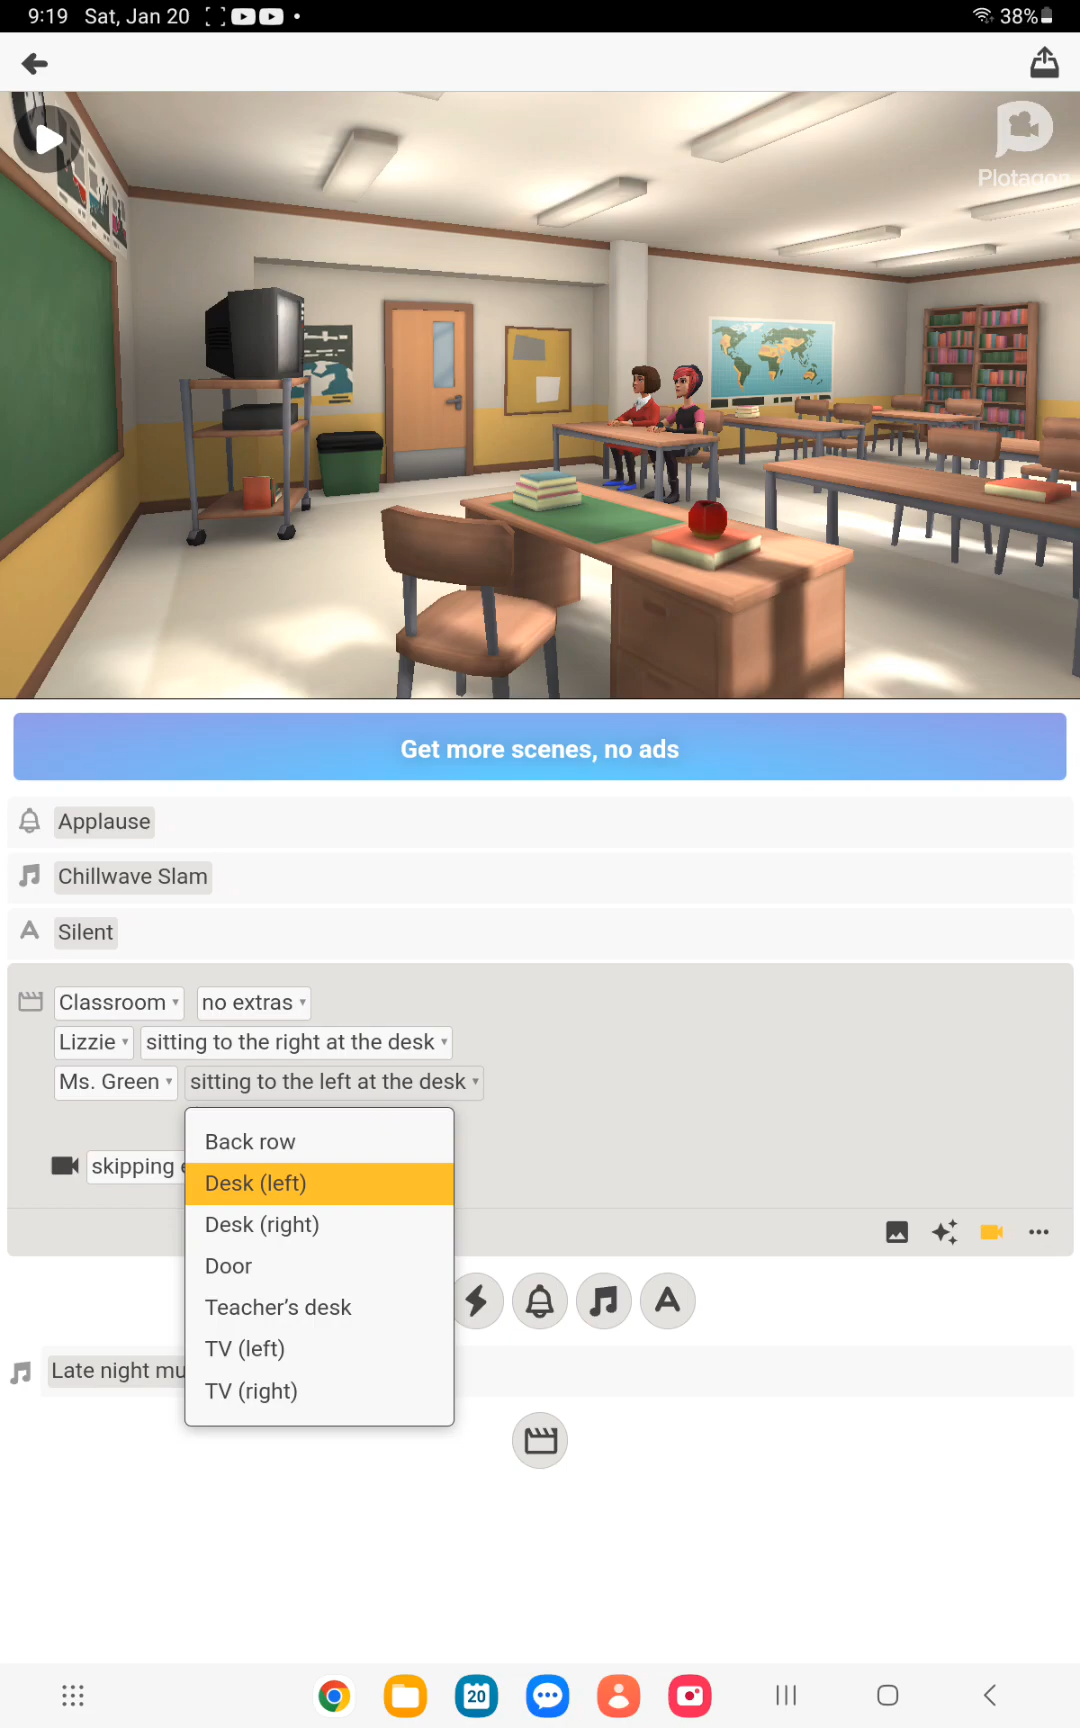 9:19 Sat, Jan 20
38%
Plotagon
Get more scenes, no ads
Applause
Chillwave Slam
Silent
Classroom no extras
Lizzie sitting to the right at the desk
Ms. Green sitting to the left at the desk
Back row
skipping
Desk (left)
Desk (right)
Door
Teacher’s desk
TV (left)
Late night mu
TV (right)
20